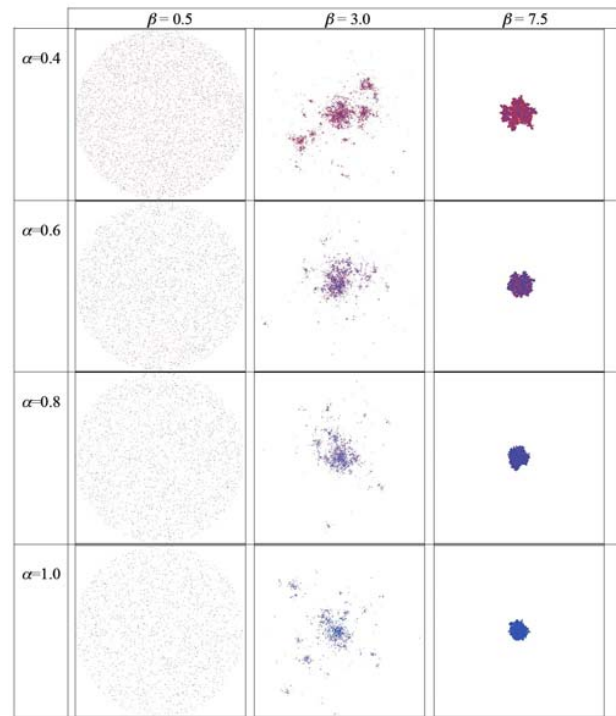 β = 0.5 β = 3.0 β = 7.5
α=0.4
α=0.6
α=0.8
α=1.0